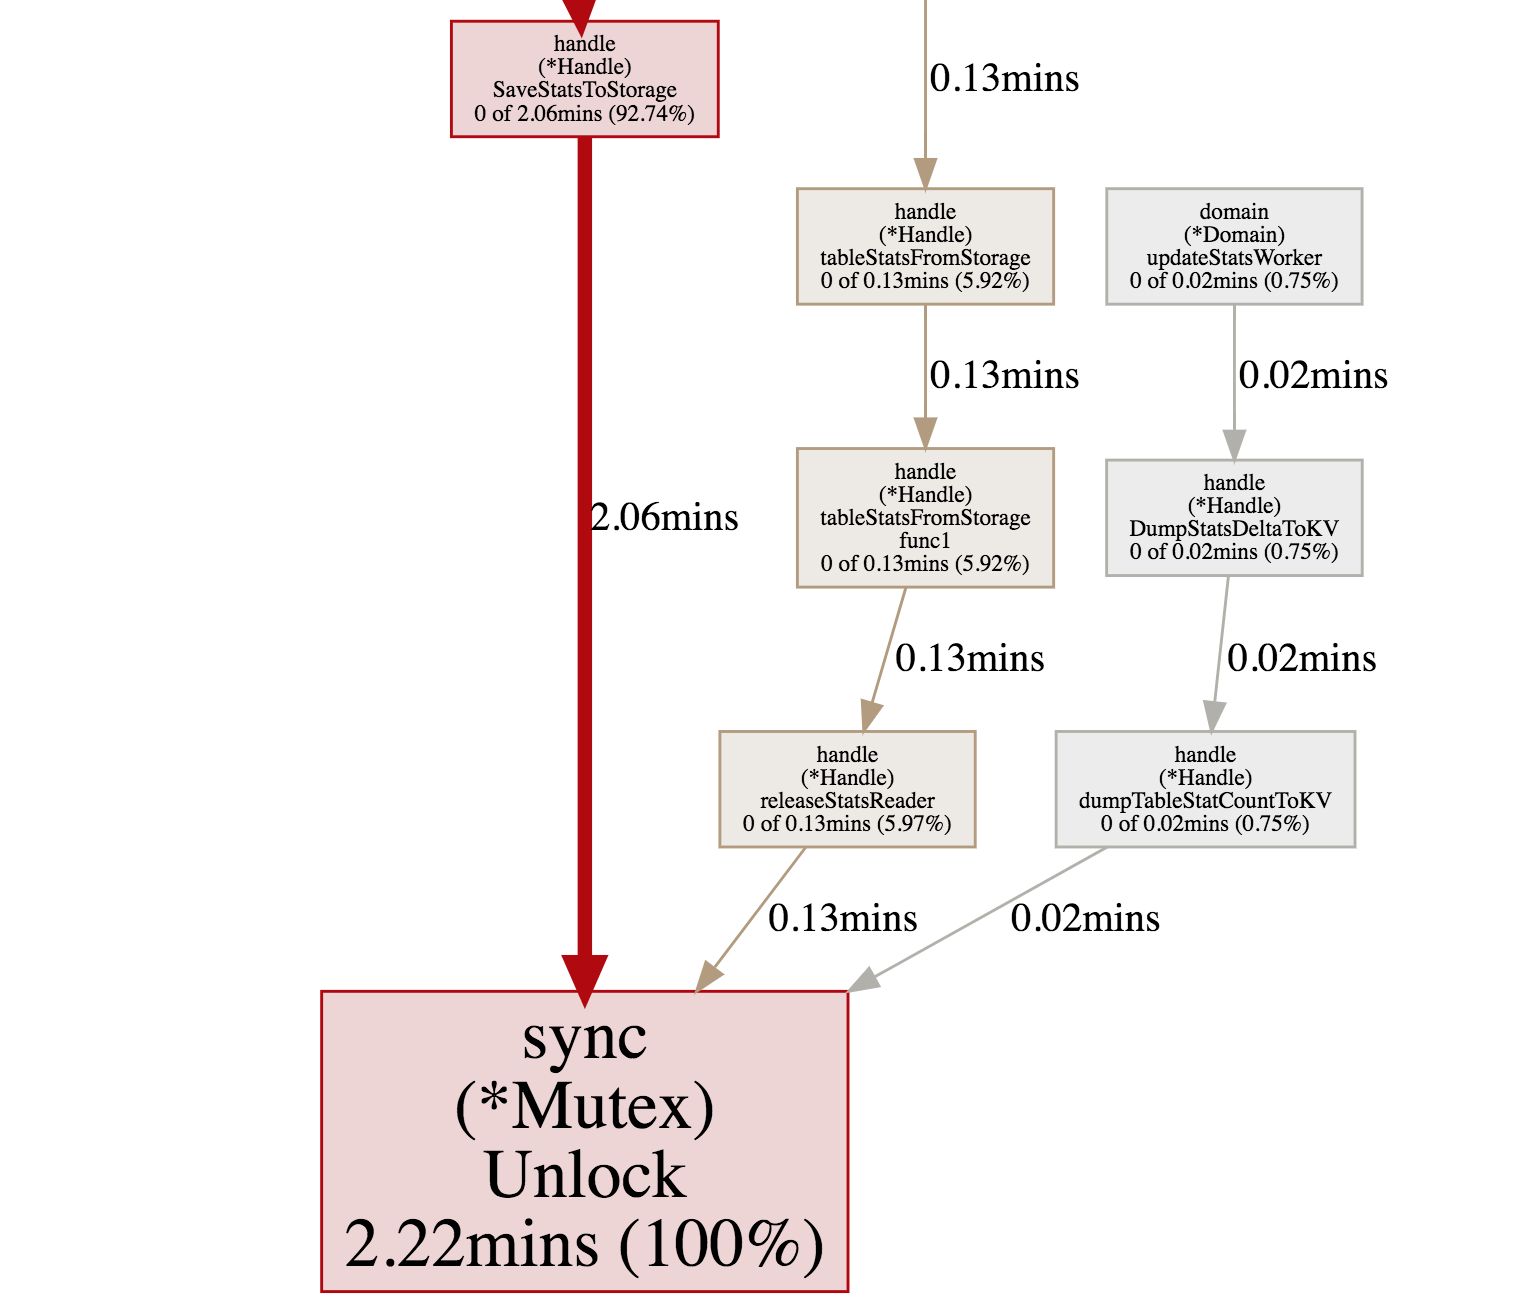 handle
(*Handle)
SaveStatsToStorage
0 of 2.06mins (92.74%)
0.13mins
handle
(*Handle)
tableStatsFromStorage
0 of 0.13mins (5.92%)
domain
(*Domain)
updateStatsWorker
0 of 0.02mins (0.75%)
0.13mins
0.02mins
2.06mins
handle
(*Handle)
tableStatsFromStorage
func1
0 of 0.13mins (5.92%)
handle
(*Handle)
DumpStatsDeltaToKV
0 of 0.02mins (0.75%)
0.13mins
0.02mins
handle
(*Handle)
releaseStatsReader
0 of 0.13mins (5.97%)
handle
(*Handle)
dumpTableStatCountToKV
0 of 0.02mins (0.75%)
0.13mins
0.02mins
sync
(*Mutex)
Unlock
2.22mins (100%)